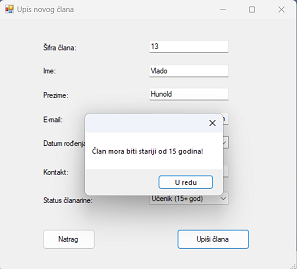 Upis novog člana
Šifra člana:
13
Ime:
Vlado
Prezime:
Hunold
E-mail:
Član mora biti stariji od 15 godina!
Datum rođenja
Kontakt:
U redu
Status članarine:
Učenik (15+ god)
Natrag
Upiši člana